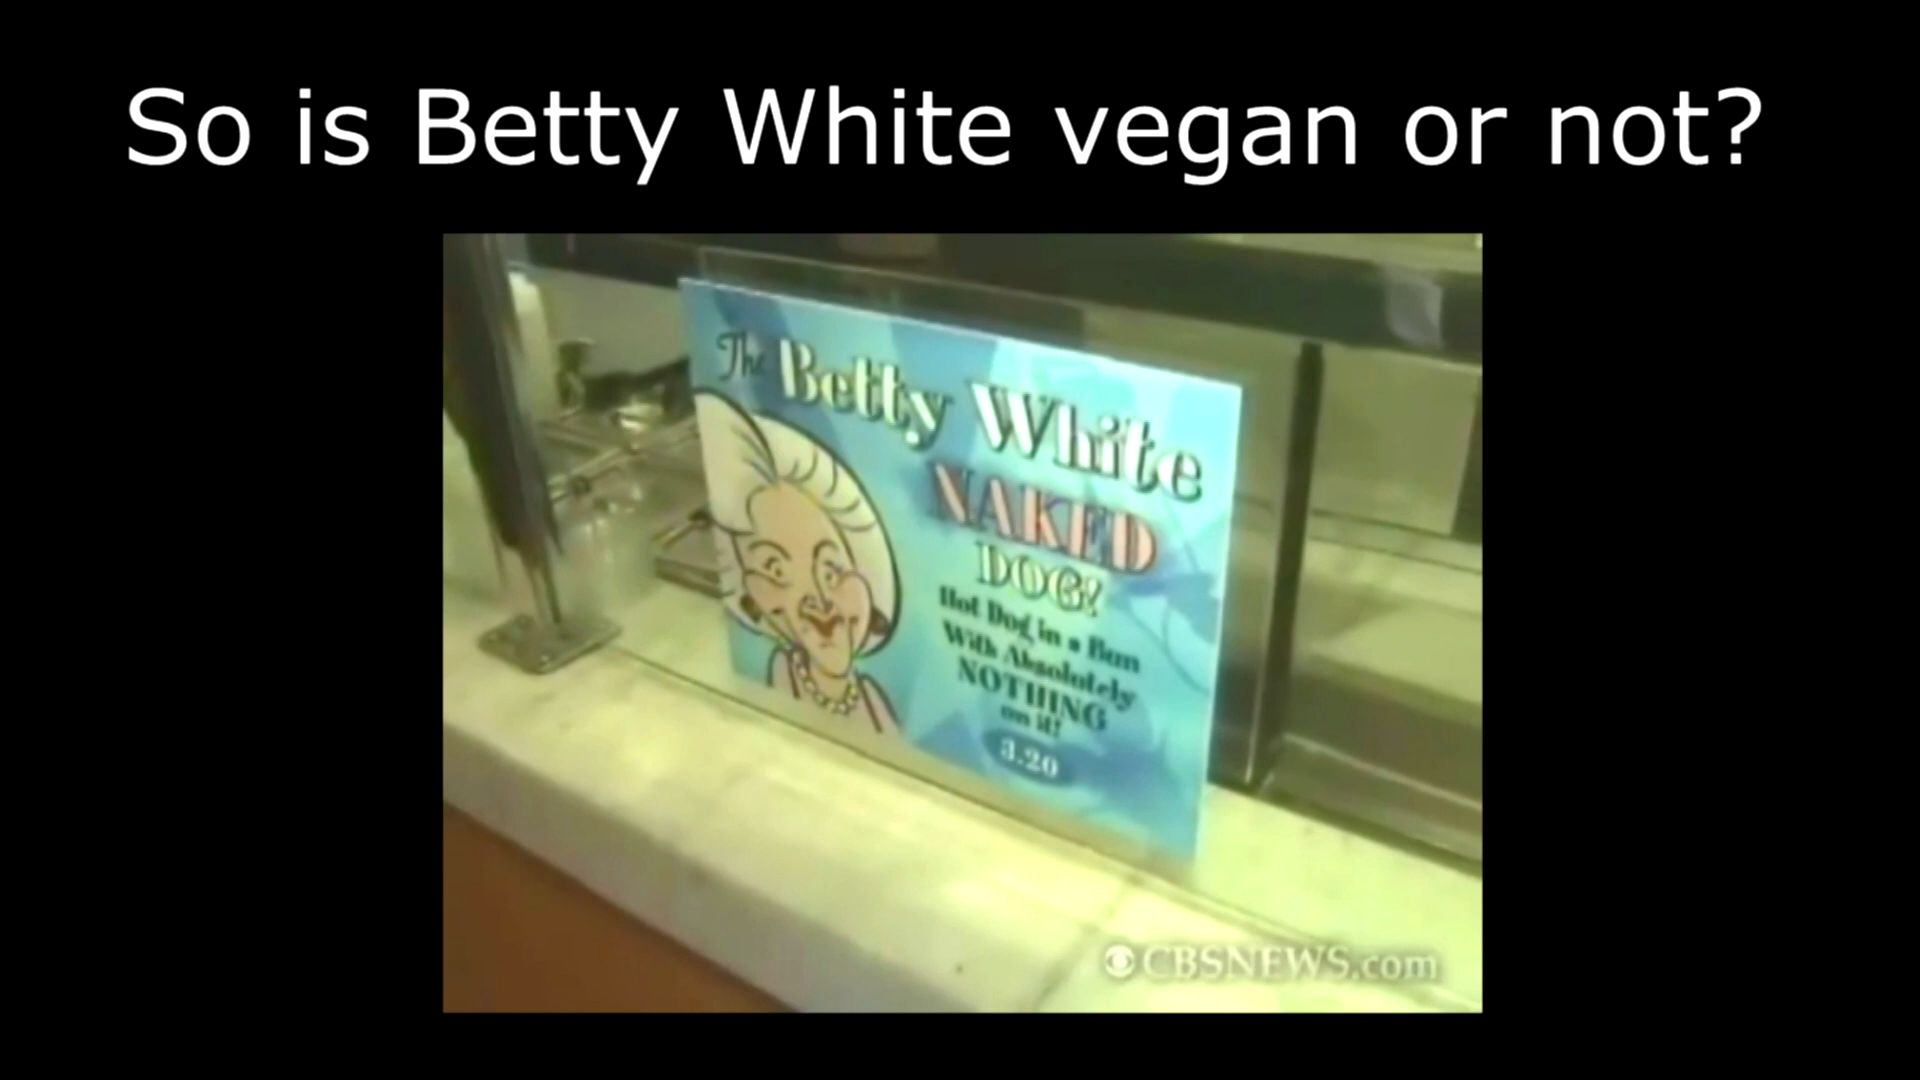 So is Betty White vegan or not?
The Betty White
NAKED
DOG!
Hot Dog in a Bun
With Absolutely
NOTHING
on it!
3.20
CBSNEWS.com